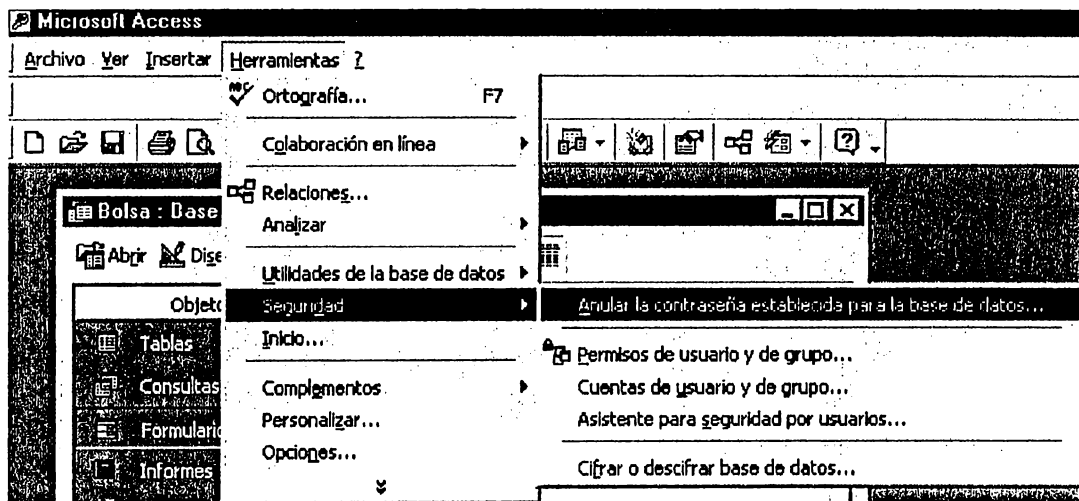 Microsoft Access
Archivo Ver Insertar Herramientas ?
Ortografía... F7
Colaboración en línea
Relaciones...
Bolsa : Base
Analizar
Abrir Dise
Utilidades de la base de datos
Objeto
Seguridad
Anular la contraseña establecida para la base de datos...
Tablas
Inicio...
Permisos de usuario y de grupo...
Consultas
Complementos
Cuentas de usuario y de grupo...
Formulario
Personalizar...
Asistente para seguridad por usuarios...
Informes
Opciones...
Cifrar o descifrar base de datos...